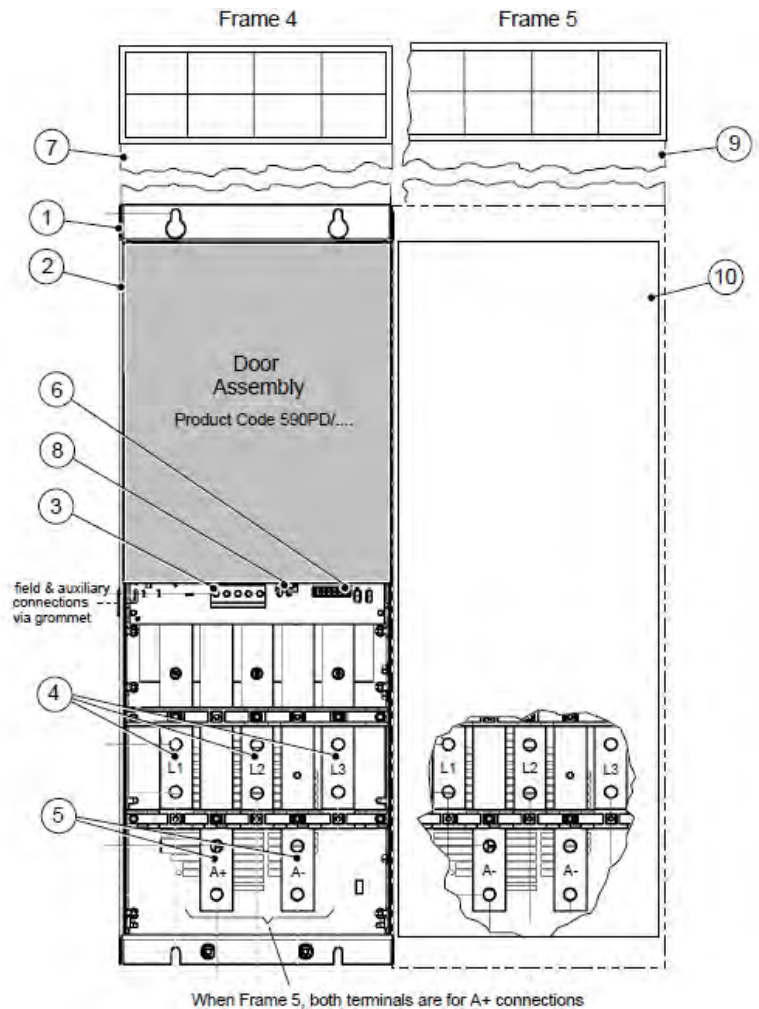 Frame 4
Frame 5
7
9
1
2
10
Door
Assembly
Product Code 590PD/....
6
8
3
field & auxiliary
connections
via grommet
4
L1
L2
L3
L1
L2
L3
5
A+
A-
A-
A-
When Frame 5, both terminals are for A+ connections